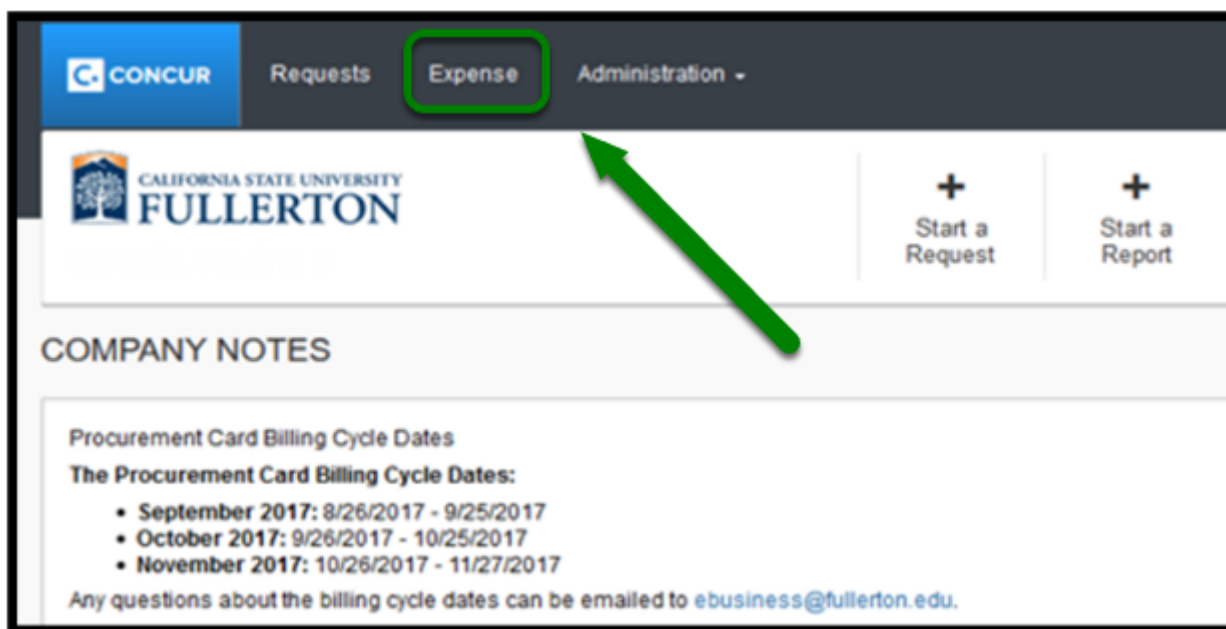 CONCUR Requests Expense Administration
CALIFORNIA STATE UNIVERSITY
FULLERTON
+ +
Start a Start a
Request Report
COMPANY NOTES
Procurement Card Billing Cycle Dates
The Procurement Card Billing Cycle Dates:
• September 2017: 8/26/2017 - 9/25/2017
• October 2017: 9/26/2017 - 10/25/2017
• November 2017: 10/26/2017 - 11/27/2017
Any questions about the billing cycle dates can be emailed to ebusiness@fullerton.edu.